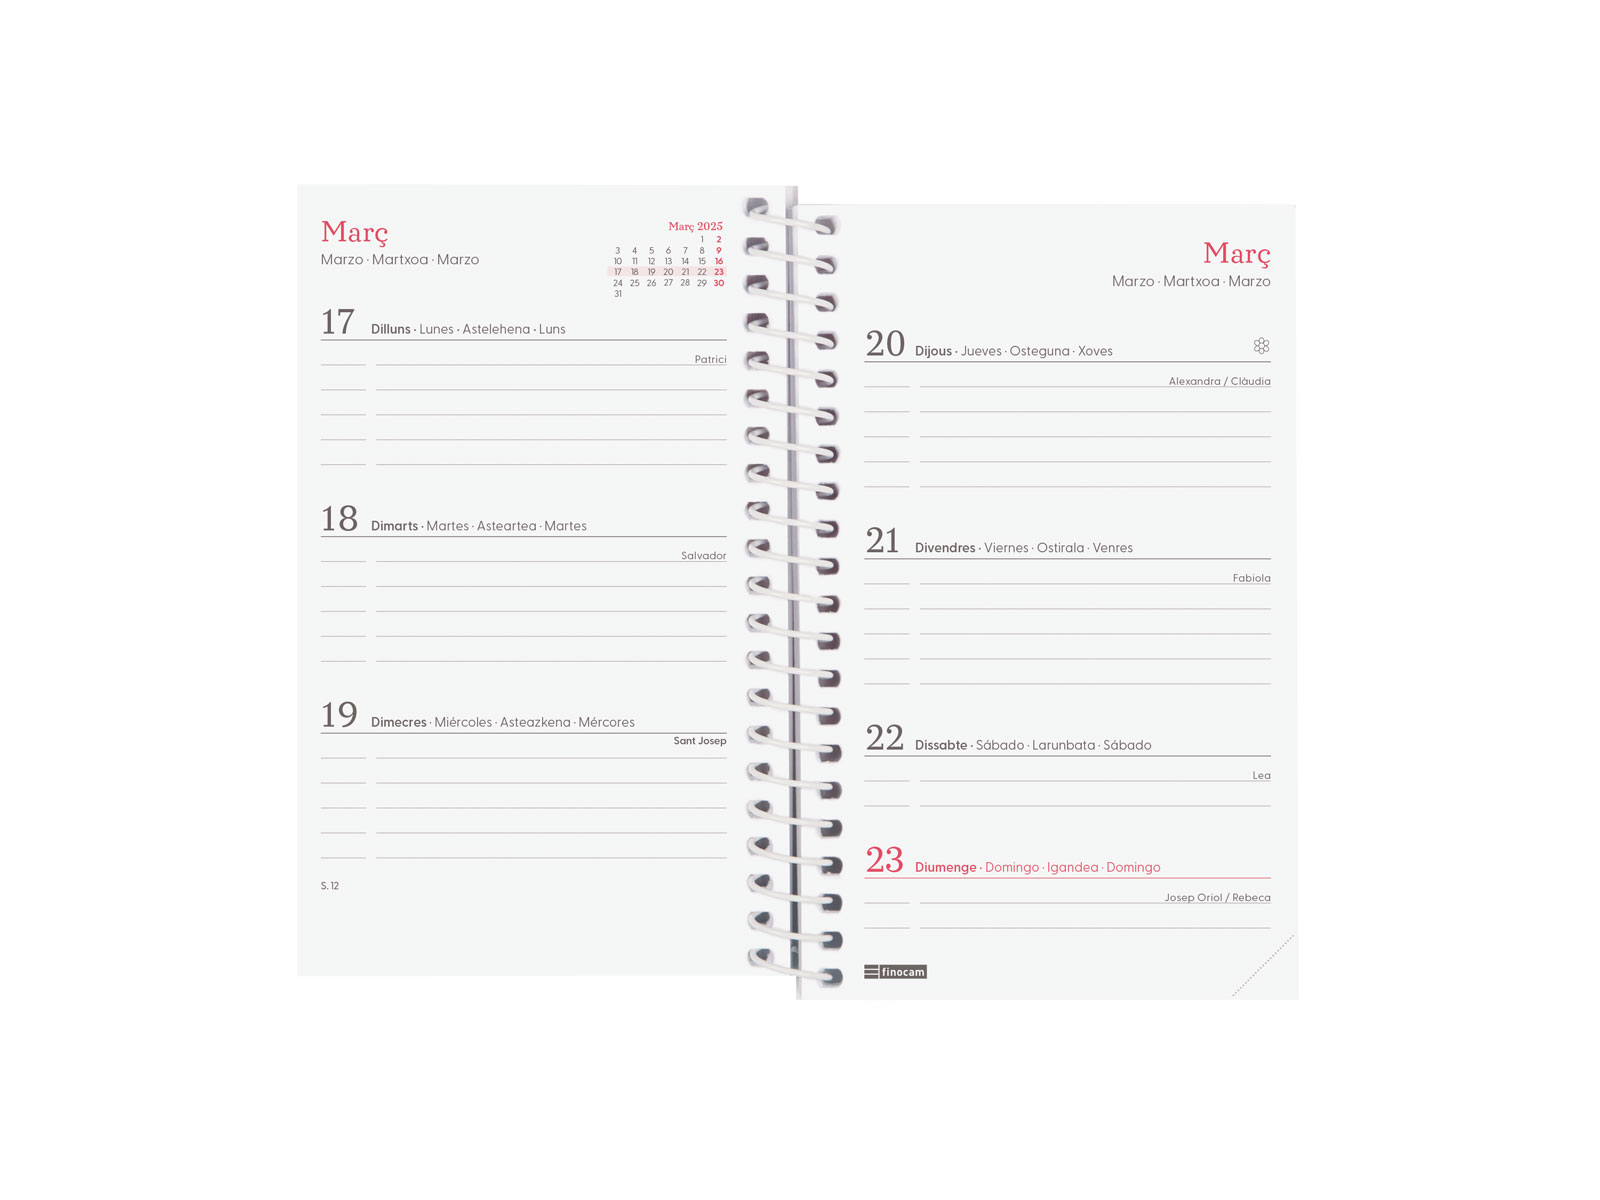 Març
Marzo · Martxoa · Marzo
Març 2025
1 2
3 4 5 6 7 8 9
10 11 12 13 14 15 16
17 18 19 20 21 22 23
24 25 26 27 28 29 30
31
17 Dilluns · Lunes · Astelehena · Luns
Patrici
18 Dimarts · Martes · Asteartea · Martes
Salvador
19 Dimecres · Miércoles · Asteazkena · Mércores
Sant Josep
S. 12
Març
Marzo · Martxoa · Marzo
20 Dijous · Jueves · Osteguna · Xoves
Alexandra / Clàudia
21 Divendres · Viernes · Ostirala · Venres
Fabiola
22 Dissabte · Sábado · Larunbata · Sábado
Lea
23 Diumenge · Domingo · Igandea · Domingo
Josep Oriol / Rebeca
finocam